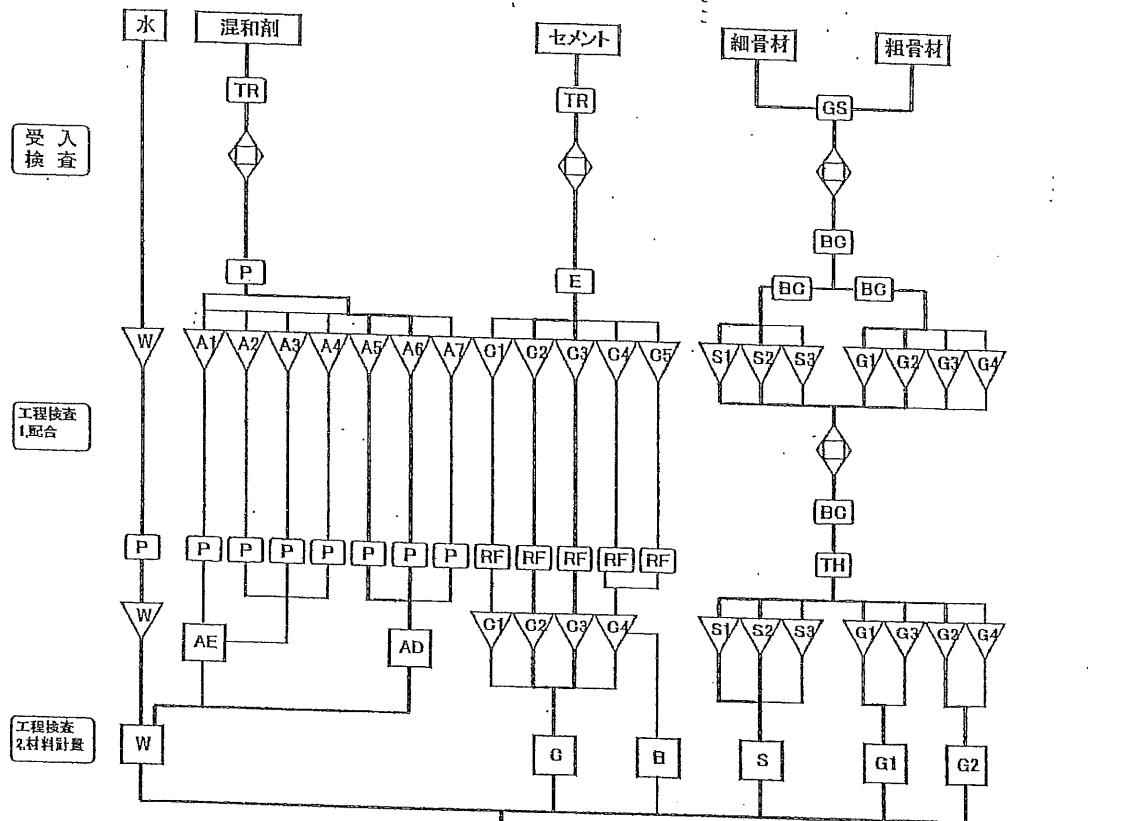 水
混和剤
セメント
細骨材
粗骨材
TR
TR
GS
受入
検査
BC
P
E
BC
BC
W
A1
A2
A3
A4
A5
A6
A7
C1
C2
C3
C4
C5
S1
S2
S3
G1
G2
G3
G4
工程検査
1,配合
BC
P
P
P
P
P
P
P
P
RF
RF
RF
RF
RF
TH
W
AE
AD
C1
C2
C3
C4
S1
S2
S3
G1
G3
G2
G4
工程検査
2,材料計量
W
C
B
S
G1
G2